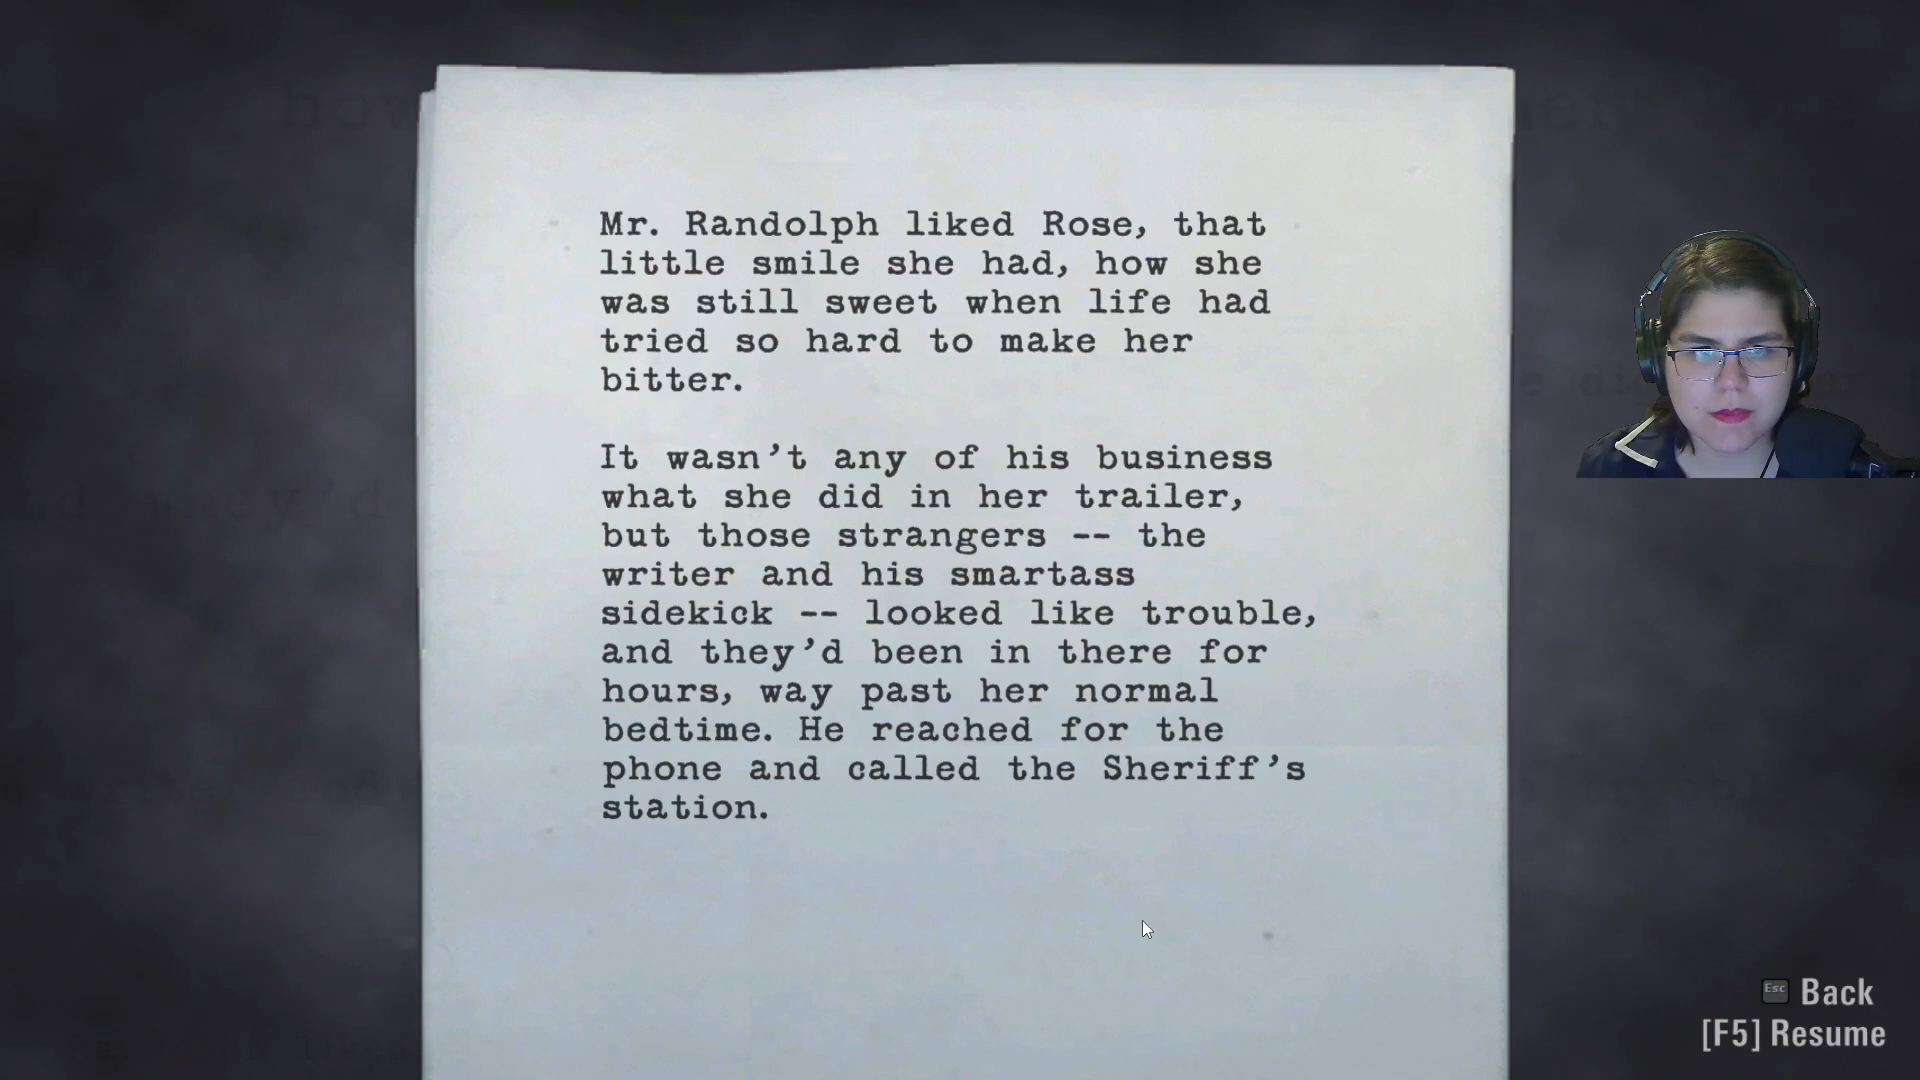 Mr. Randolph liked Rose, that
little smile she had, how she
was still sweet when life had
tried so hard to make her
bitter.
It wasn't any of his business
what she did in her trailer,
but those strangers -- the
writer and his smartass
sidekick -- looked like trouble,
and they'd been in there for
hours, way past her normal
bedtime. He reached for the
phone and called the Sheriff's
station.
Esc Back
[F5] Resume